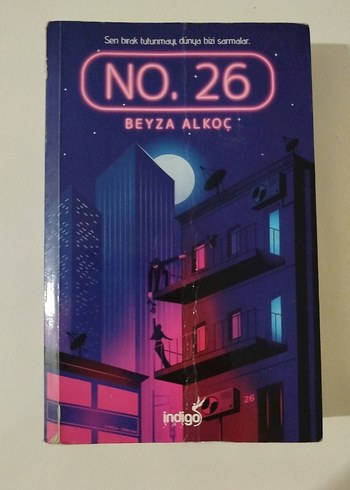 Sen bırak tutunmayı, dünya bizi sarmalar.
NO. 26
BEYZA ALKOÇ
26
indigo